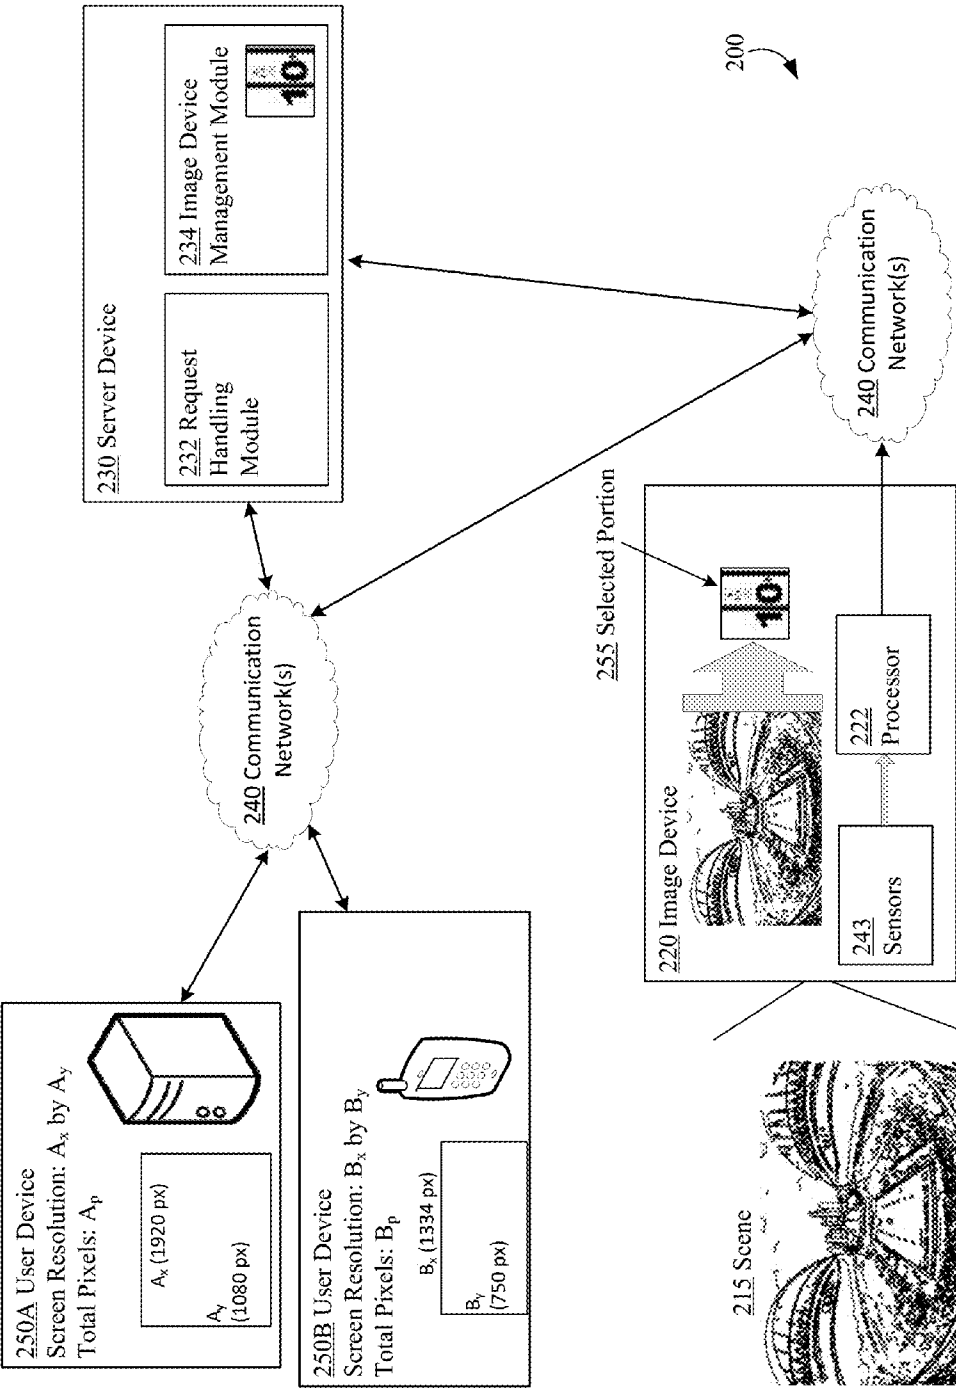 250A User Device
Screen Resolution: Ax by Ay
Total Pixels: Ap
Ax (1920 px)
Ay
(1080 px)
250B User Device
Screen Resolution: Bx by By
Total Pixels: Bp
Bx (1334 px)
By
(750 px)
240 Communication
Network(s)
230 Server Device
232 Request
Handling
Module
234 Image Device
Management Module
10
215 Scene
220 Image Device
243
Sensors
222
Processor
255 Selected Portion
10
240 Communication
Network(s)
200